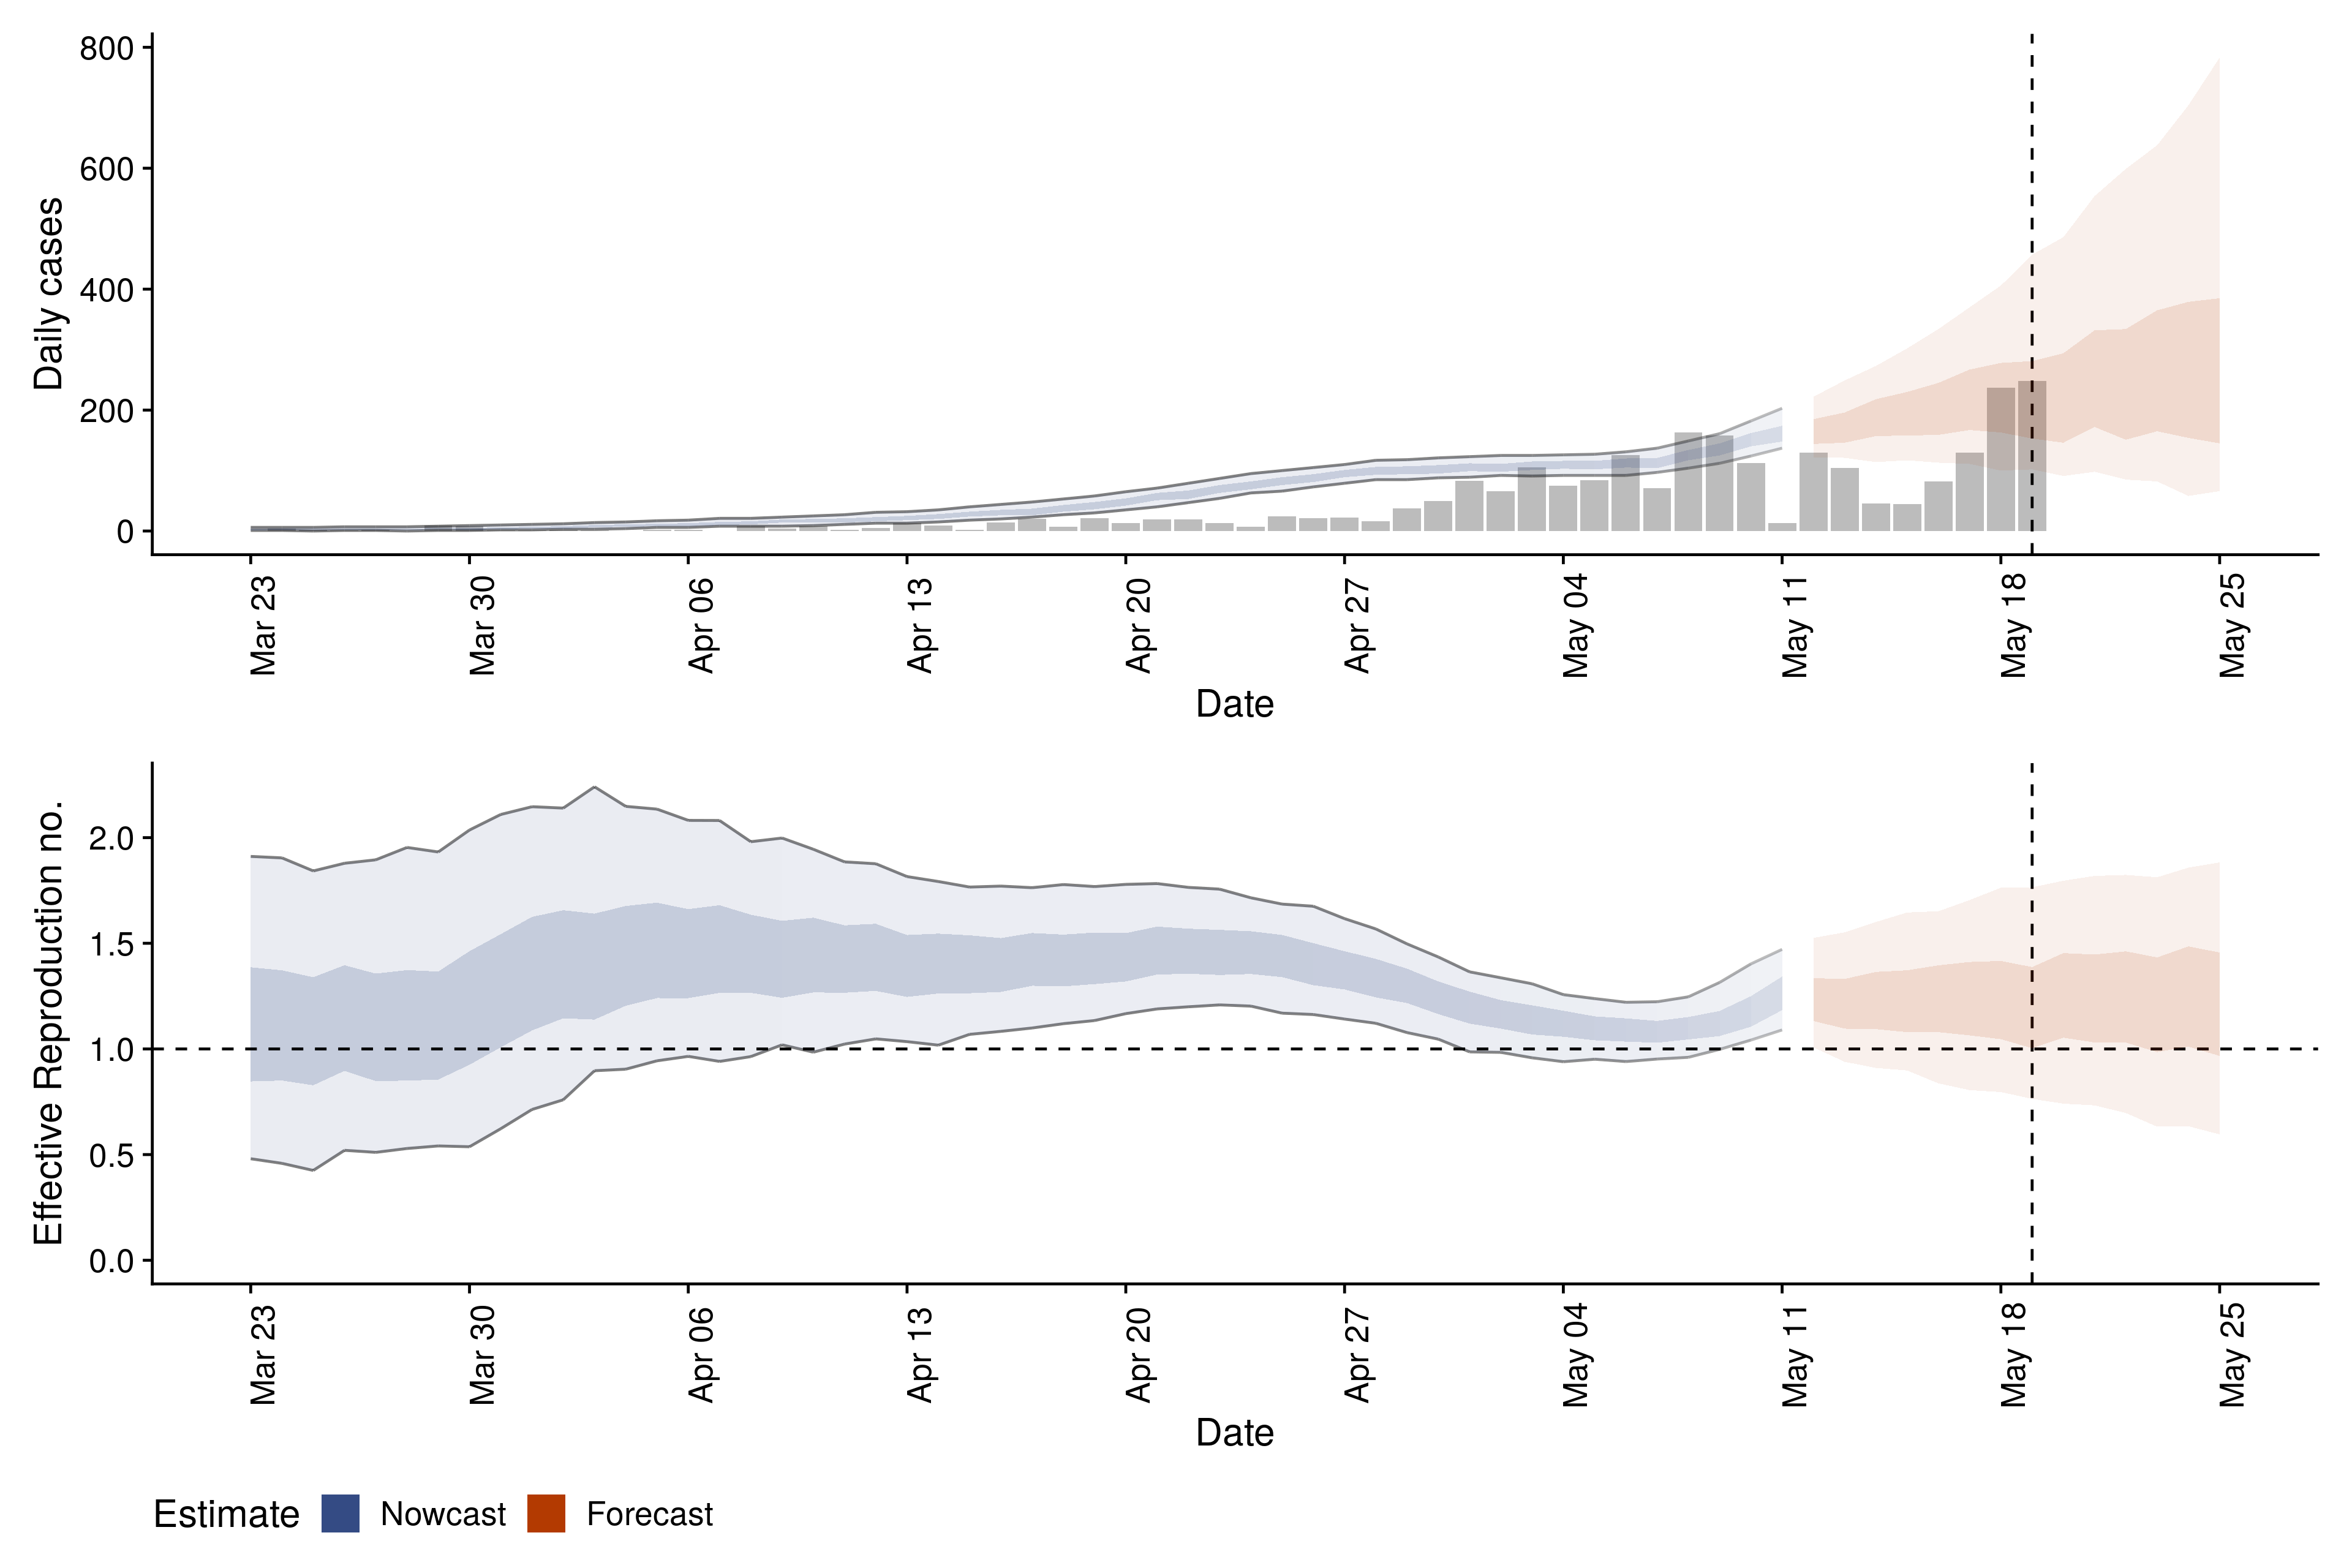 800
600
400
200
0
Daily cases
Mar 23
Mar 30
Apr 06
Apr 13
Apr 20
Apr 27
May 04
May 11
May 18
May 25
Date
2.0
1.5
1.0
0.5
0.0
Effective Reproduction no.
Mar 23
Mar 30
Apr 06
Apr 13
Apr 20
Apr 27
May 04
May 11
May 18
May 25
Date
Estimate Nowcast Forecast